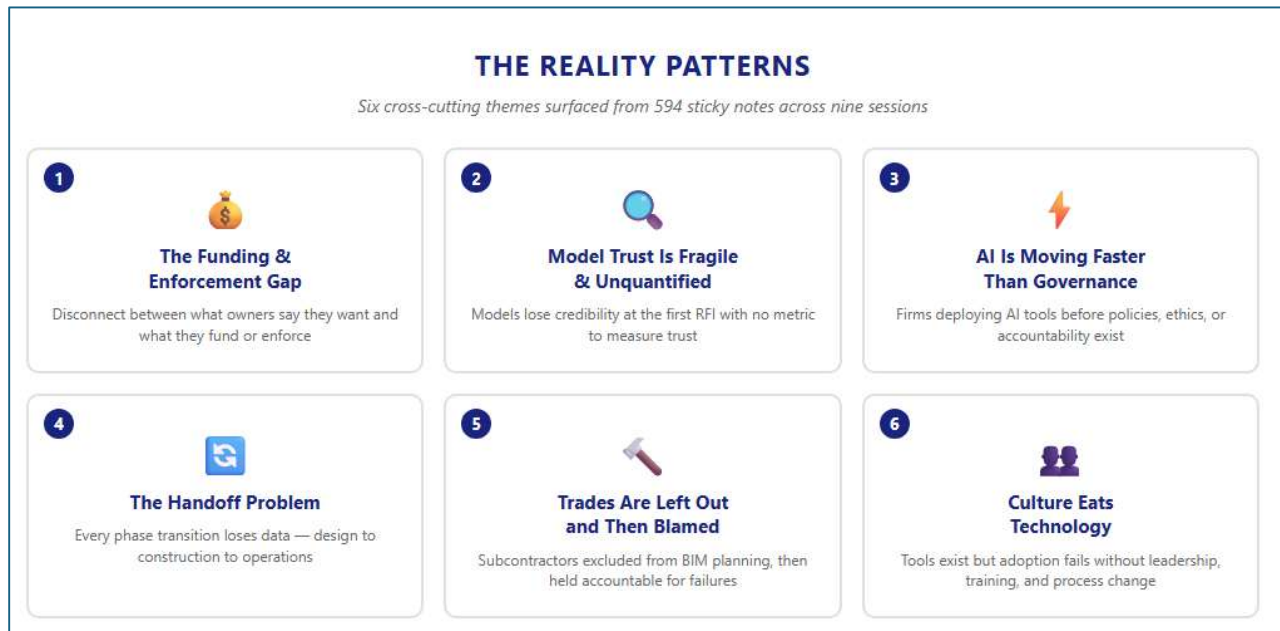 THE REALITY PATTERNS
Six cross-cutting themes surfaced from 594 sticky notes across nine sessions
1
The Funding &
Enforcement Gap
Disconnect between what owners say they want and
what they fund or enforce
2
Model Trust Is Fragile
& Unquantified
Models lose credibility at the first RFI with no metric
to measure trust
3
AI Is Moving Faster
Than Governance
Firms deploying AI tools before policies, ethics, or
accountability exist
4
The Handoff Problem
Every phase transition loses data — design to
construction to operations
5
Trades Are Left Out
and Then Blamed
Subcontractors excluded from BIM planning, then
held accountable for failures
6
Culture Eats
Technology
Tools exist but adoption fails without leadership,
training, and process change